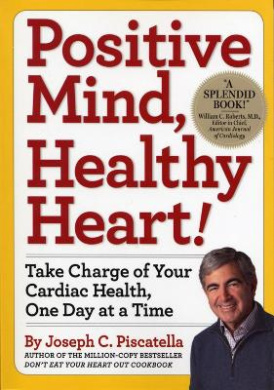 Positive
Mind,
Healthy
Heart!
"A
SPLENDID
BOOK!"
William C. Roberts, M.D.,
Editor in Chief,
American Journal
of Cardiology
Take Charge of Your
Cardiac Health,
One Day at a Time
By Joseph C. Piscatella
AUTHOR OF THE MILLION-COPY BESTSELLER
DON'T EAT YOUR HEART OUT COOKBOOK